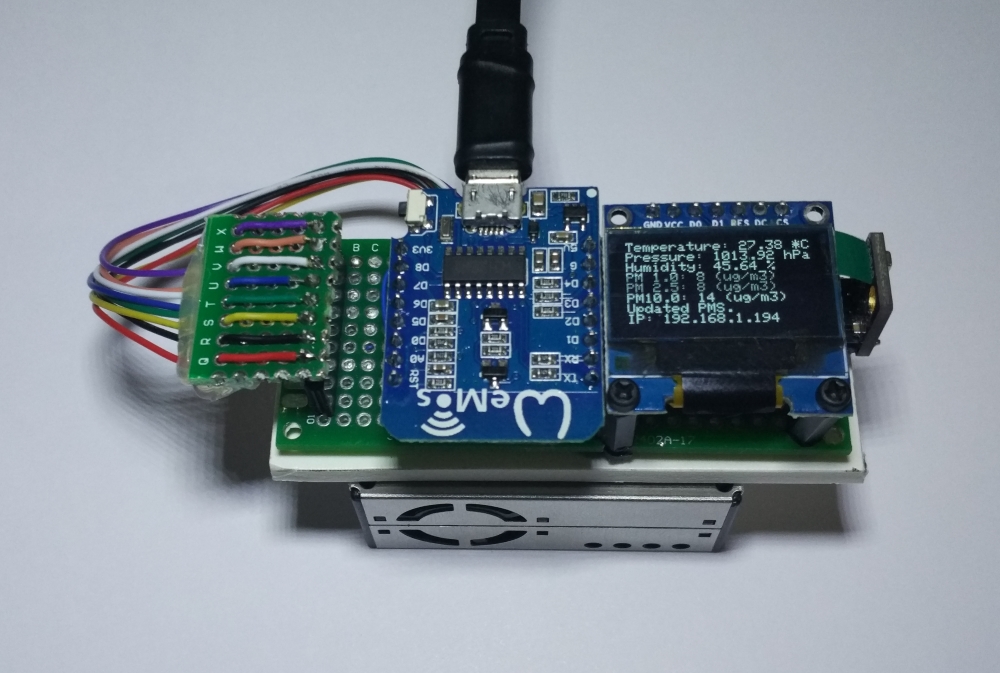 GND VCC D0 D1 RES DC CS
Temperature: 27.38 *C
Pressure: 1013.92 hPa
Humidity: 45.64 %
PM 1.0: 8 (ug/m3)
PM 2.5: 8 (ug/m3)
PM10.0: 14 (ug/m3)
Updated PMS
IP: 192.168.1.194
Q R S T U V W X
B C
3V3
D8
D7
D6
D5
D0
A0
RST
5V
G
D4
D3
D2
D1
RX
TX
WeMos
2A-17